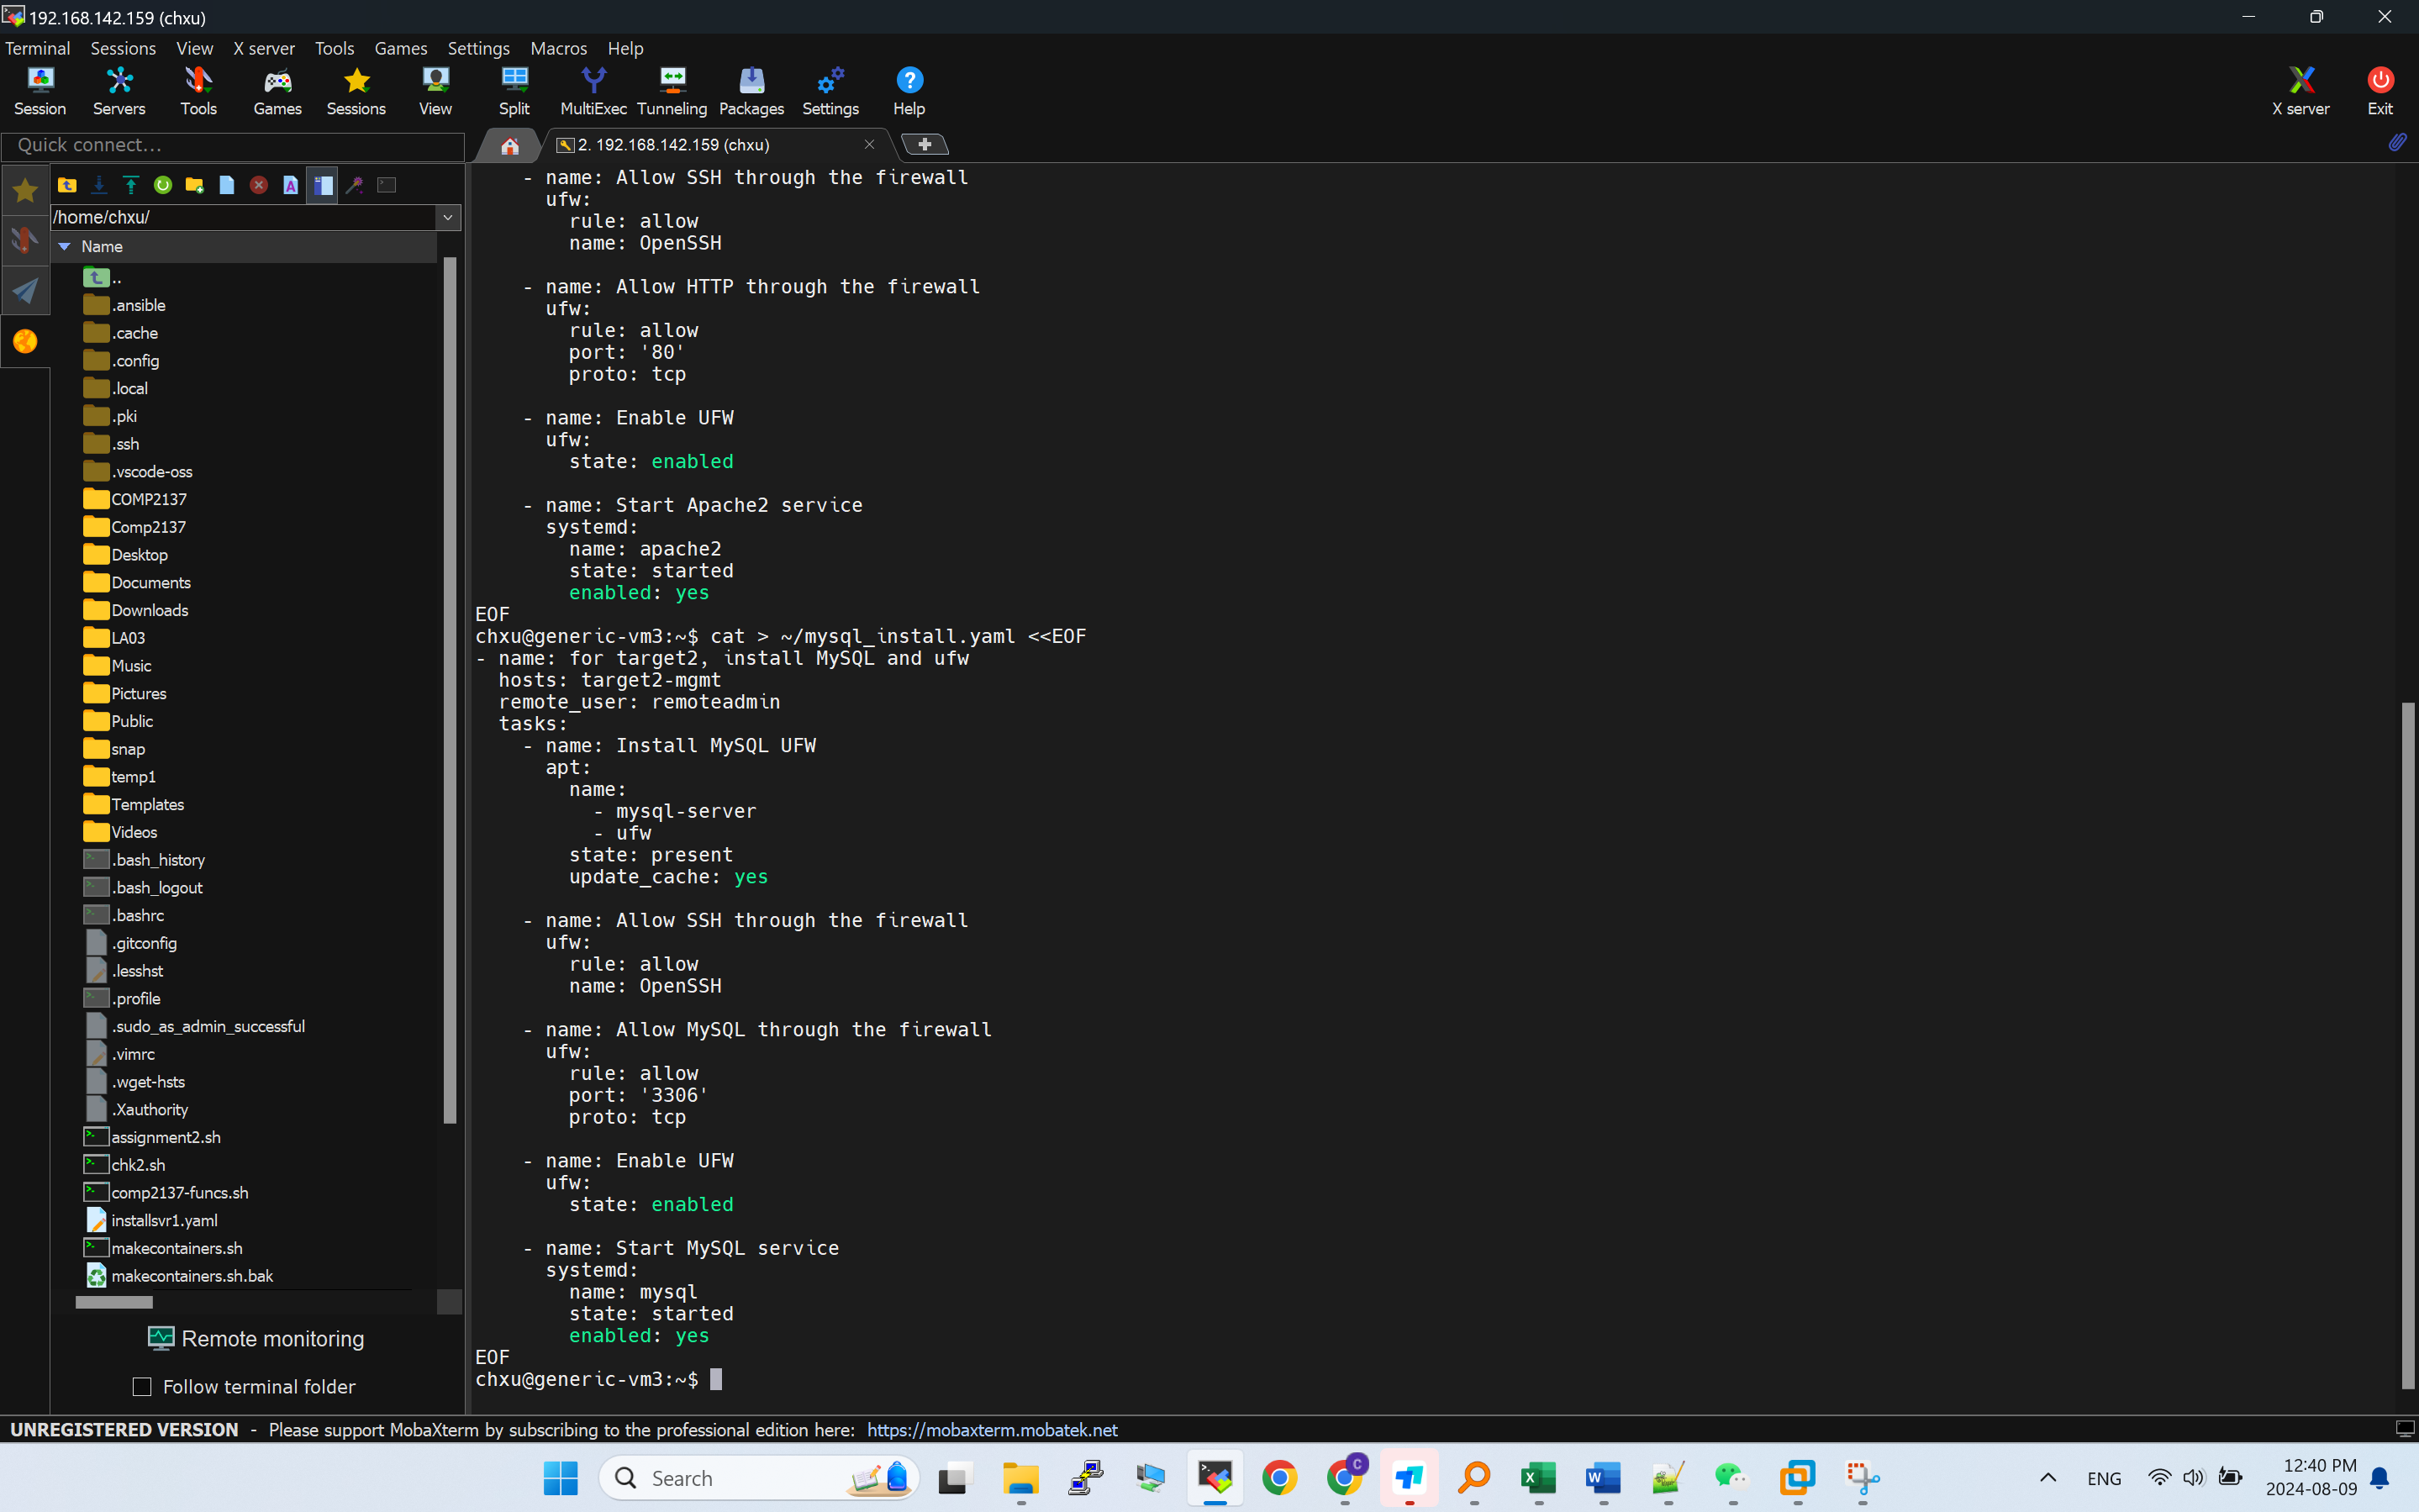 192.168.142.159 (chxu)
Terminal Sessions View X server Tools Games Settings Macros Help
Session Servers Tools Games Sessions View Split MultiExec Tunneling Packages Settings Help X server Exit
Quick connect...
2. 192.168.142.159 (chxu)
/home/chxu/
Name
..
.ansible
.cache
.config
.local
.pki
.ssh
.vscode-oss
COMP2137
Comp2137
Desktop
Documents
Downloads
LA03
Music
Pictures
Public
snap
temp1
Templates
Videos
.bash_history
.bash_logout
.bashrc
.gitconfig
.lesshst
.profile
.sudo_as_admin_successful
.vimrc
.wget-hsts
.Xauthority
assignment2.sh
chk2.sh
comp2137-funcs.sh
installsvr1.yaml
makecontainers.sh
makecontainers.sh.bak
Remote monitoring
Follow terminal folder
- name: Allow SSH through the firewall
ufw:
rule: allow
name: OpenSSH
- name: Allow HTTP through the firewall
ufw:
rule: allow
port: '80'
proto: tcp
- name: Enable UFW
ufw:
state: enabled
- name: Start Apache2 service
systemd:
name: apache2
state: started
enabled: yes
EOF
chxu@generic-vm3:~$ cat > ~/mysql_install.yaml <<EOF
- name: for target2, install MySQL and ufw
hosts: target2-mgmt
remote_user: remoteadmin
tasks:
- name: Install MySQL UFW
apt:
name:
- mysql-server
- ufw
state: present
update_cache: yes
- name: Allow SSH through the firewall
ufw:
rule: allow
name: OpenSSH
- name: Allow MySQL through the firewall
ufw:
rule: allow
port: '3306'
proto: tcp
- name: Enable UFW
ufw:
state: enabled
- name: Start MySQL service
systemd:
name: mysql
state: started
enabled: yes
EOF
chxu@generic-vm3:~$
UNREGISTERED VERSION - Please support MobaXterm by subscribing to the professional edition here: https://mobaxterm.mobatek.net
Search
C
ENG
12:40 PM
2024-08-09